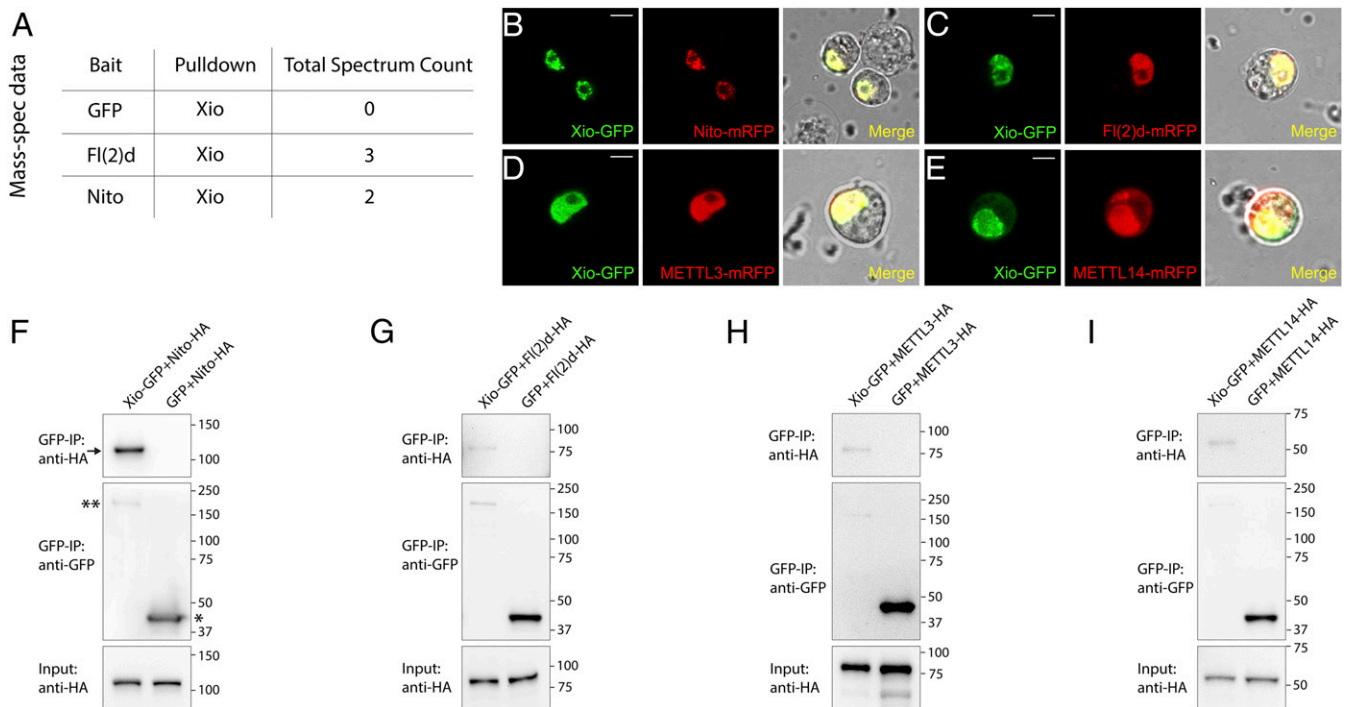 A
Mass-spec data
Bait Pulldown Total Spectrum Count
GFP Xio 0
Fl(2)d Xio 3
Nito Xio 2
B
Xio-GFP
Nito-mRFP
Merge
C
Xio-GFP
Fl(2)d-mRFP
Merge
D
Xio-GFP
METTL3-mRFP
Merge
E
Xio-GFP
METTL14-mRFP
Merge
F
Xio-GFP+Nito-HA
GFP+Nito-HA
GFP-IP:
anti-HA
150
100
**
GFP-IP:
anti-GFP
250
150
100
75
50
*
37
Input:
anti-HA
150
100
G
Xio-GFP+Fl(2)d-HA
GFP+Fl(2)d-HA
GFP-IP:
anti-HA
100
75
GFP-IP:
anti-GFP
250
150
100
75
50
37
Input:
anti-HA
100
75
H
Xio-GFP+METTL3-HA
GFP+METTL3-HA
GFP-IP:
anti-HA
100
75
GFP-IP:
anti-GFP
250
150
100
75
50
37
Input:
anti-HA
100
75
I
Xio-GFP+METTL14-HA
GFP+METTL14-HA
GFP-IP:
anti-HA
75
50
GFP-IP:
anti-GFP
250
150
100
75
50
37
Input:
anti-HA
75
50